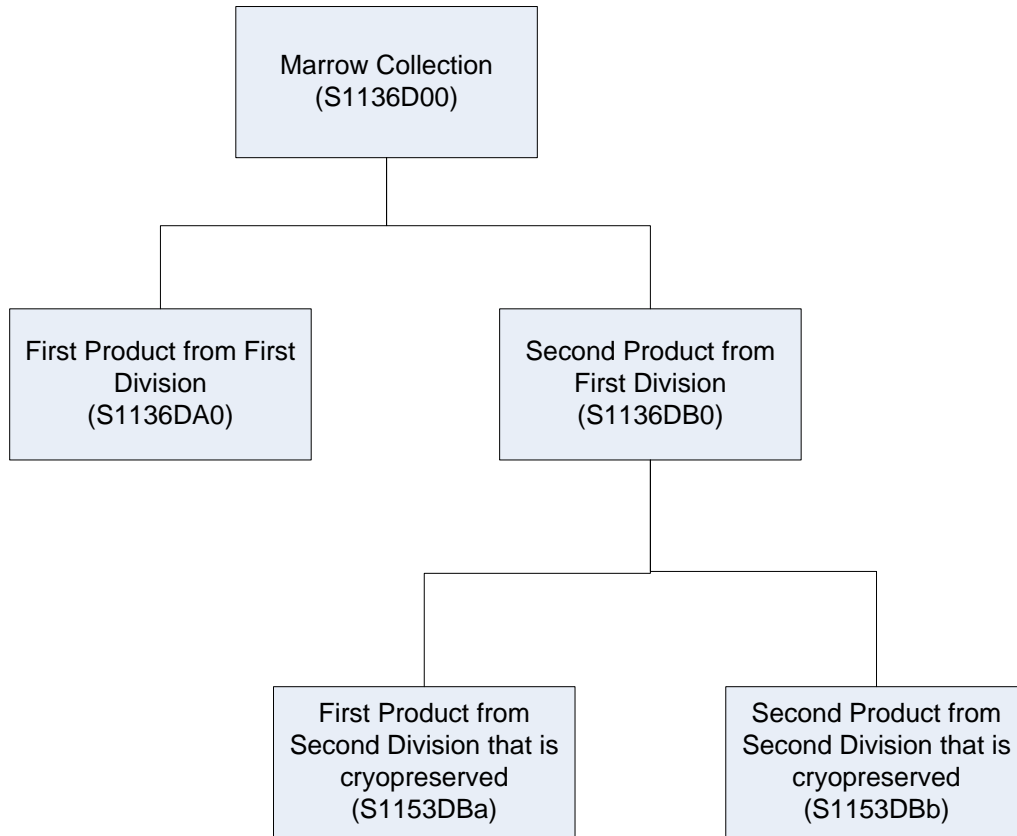 Marrow Collection
(S1136D00)
First Product from First
Division
(S1136DA0)
Second Product from
First Division
(S1136DB0)
First Product from
Second Division that is
cryopreserved
(S1153DBa)
Second Product from
Second Division that is
cryopreserved
(S1153DBb)